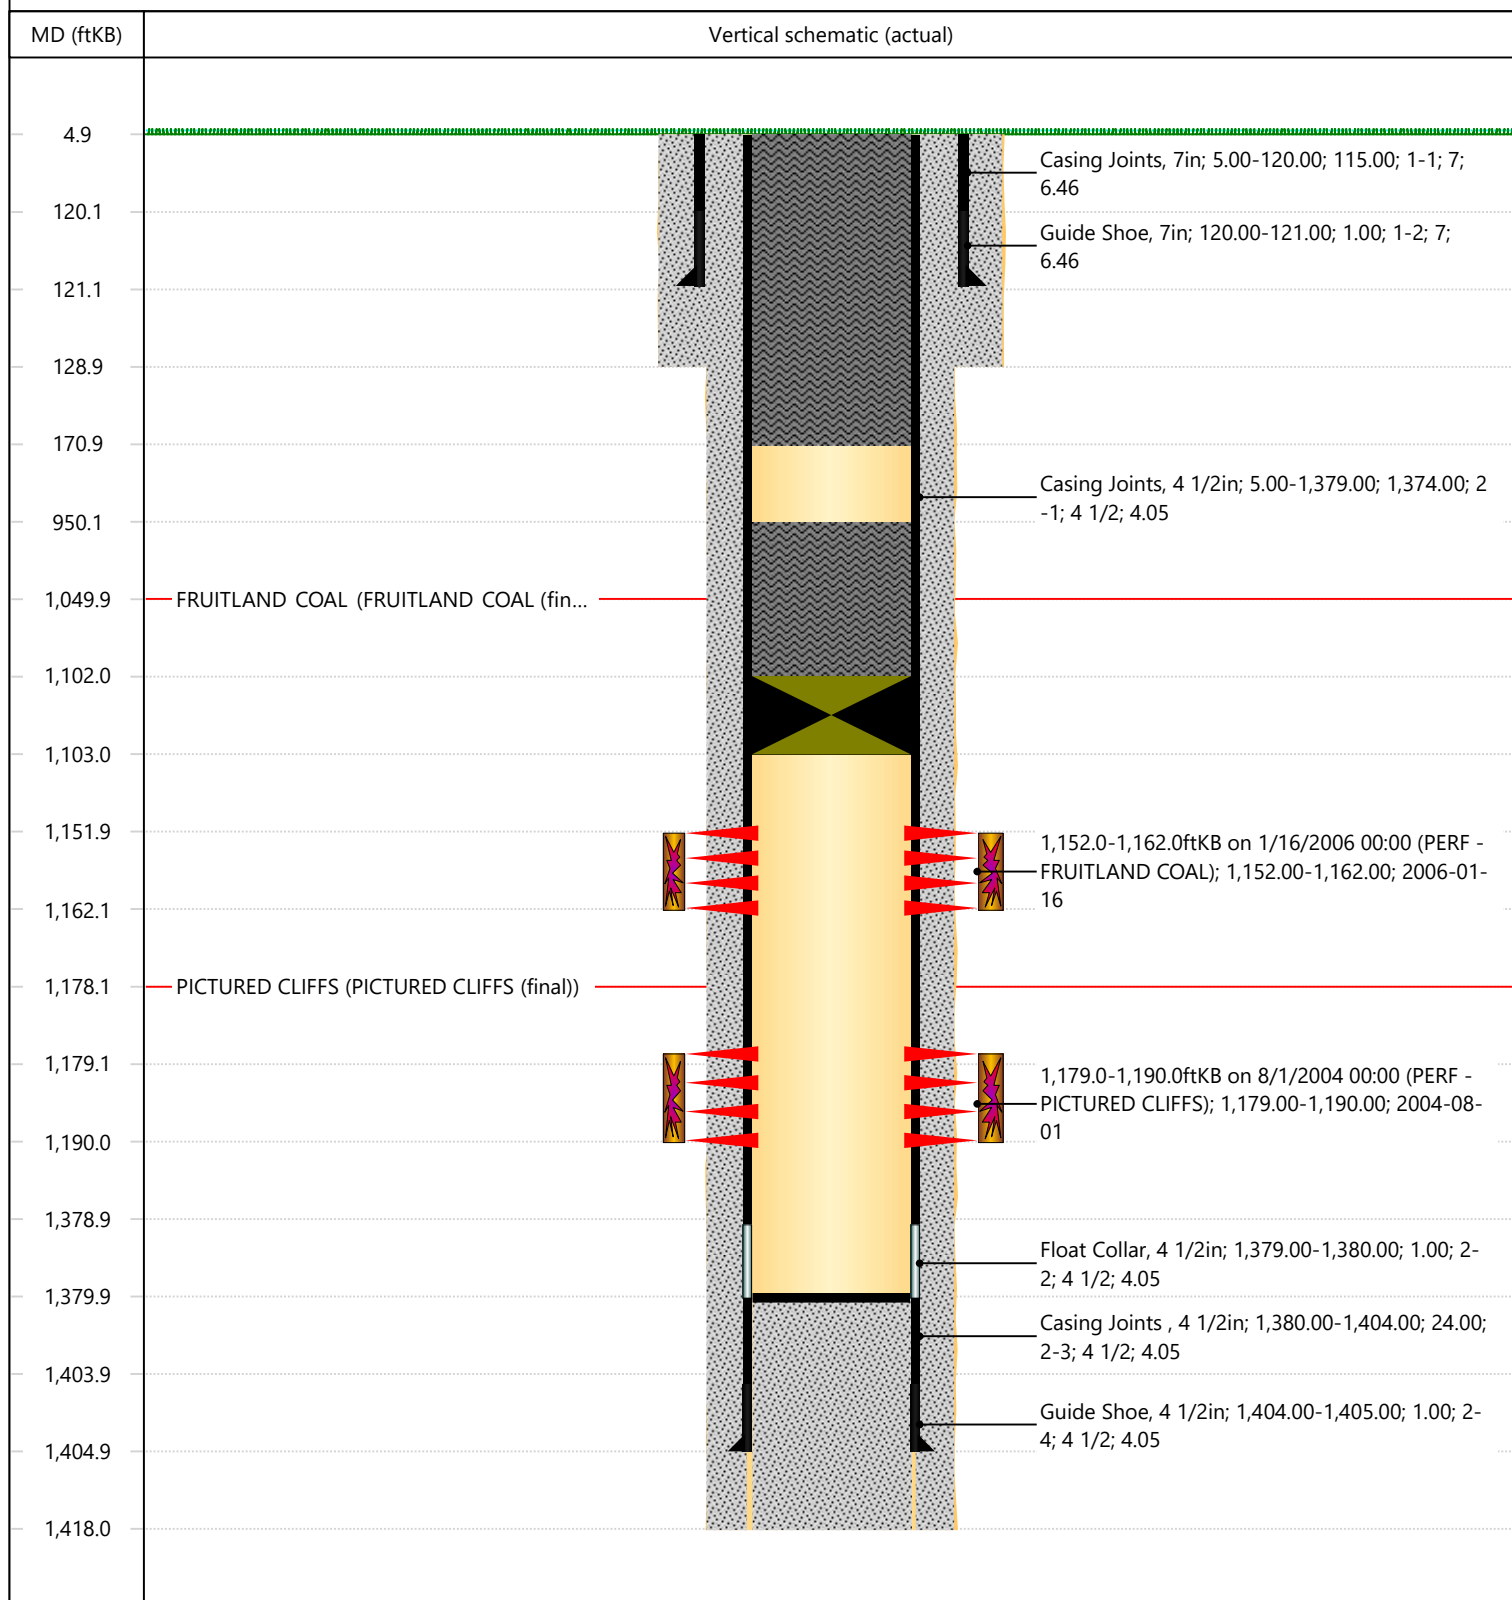 MD (ftKB)
Vertical schematic (actual)
4.9
Casing Joints, 7in; 5.00-120.00; 115.00; 1-1; 7;
6.46
120.1
Guide Shoe, 7in; 120.00-121.00; 1.00; 1-2; 7;
6.46
121.1
128.9
170.9
Casing Joints, 4 1/2in; 5.00-1,379.00; 1,374.00; 2
-1; 4 1/2; 4.05
950.1
1,049.9
FRUITLAND COAL (FRUITLAND COAL (fin...
1,102.0
1,103.0
1,151.9
1,152.0-1,162.0ftKB on 1/16/2006 00:00 (PERF -
FRUITLAND COAL); 1,152.00-1,162.00; 2006-01-
16
1,162.1
1,178.1
PICTURED CLIFFS (PICTURED CLIFFS (final))
1,179.1
1,179.0-1,190.0ftKB on 8/1/2004 00:00 (PERF -
PICTURED CLIFFS); 1,179.00-1,190.00; 2004-08-
01
1,190.0
1,378.9
Float Collar, 4 1/2in; 1,379.00-1,380.00; 1.00; 2-
2; 4 1/2; 4.05
1,379.9
Casing Joints , 4 1/2in; 1,380.00-1,404.00; 24.00;
2-3; 4 1/2; 4.05
1,403.9
Guide Shoe, 4 1/2in; 1,404.00-1,405.00; 1.00; 2-
4; 4 1/2; 4.05
1,404.9
1,418.0